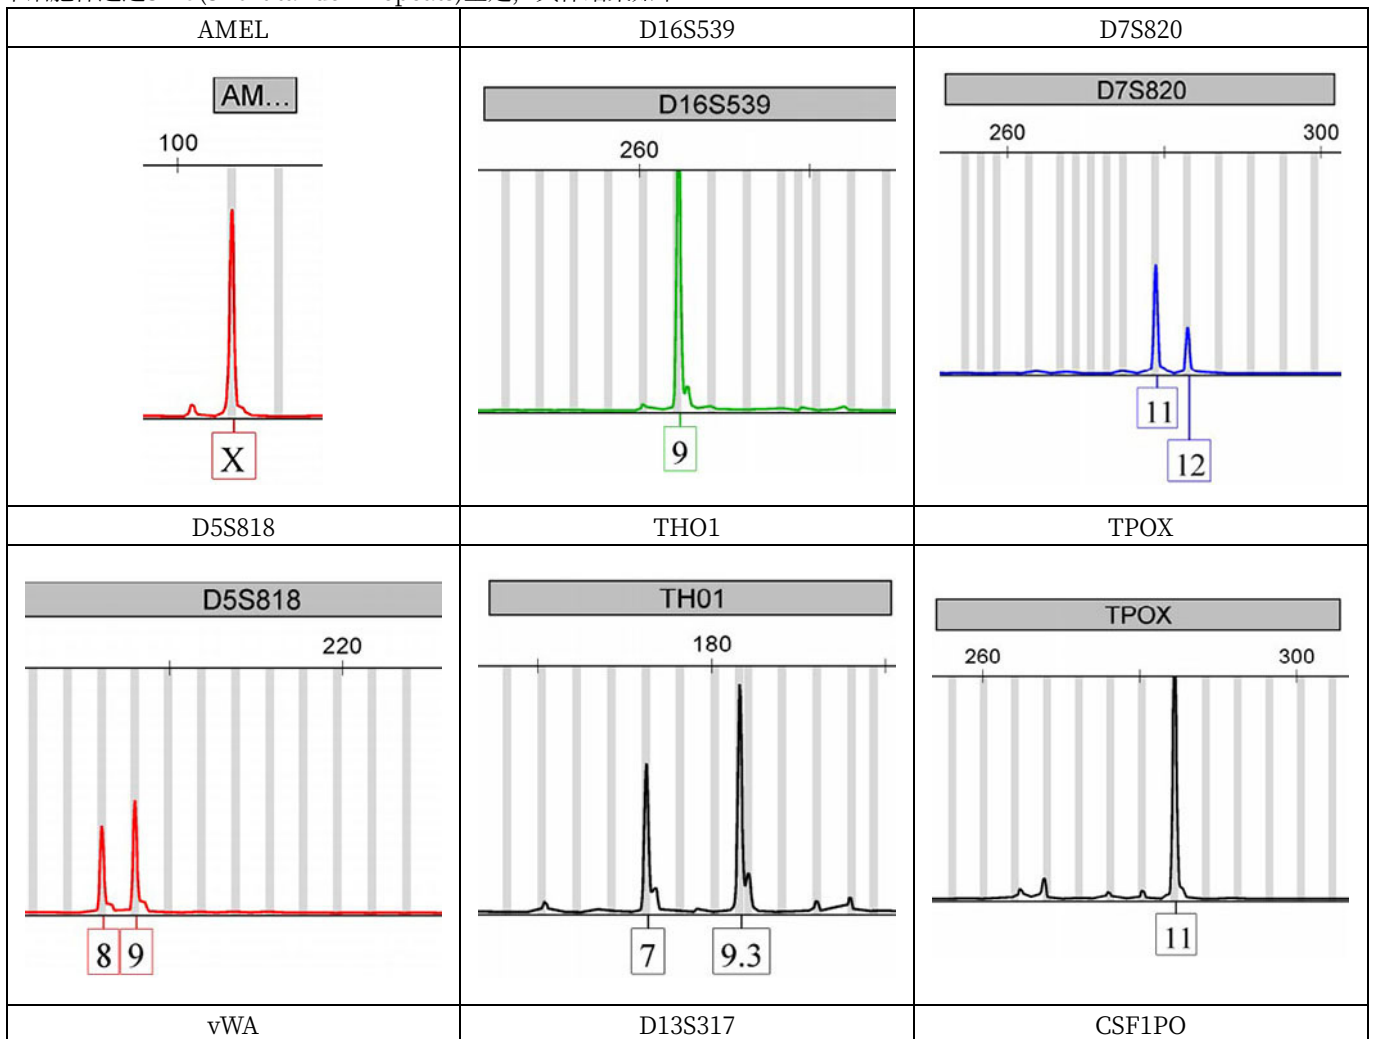 AMEL D16S539 D7S820
AM... D16S539 D7S820
100 260 260 300
X 9 11 12
D5S818 THO1 TPOX
D5S818 TH01 TPOX
220 180 260 300
8 9 7 9.3 11
vWA D13S317 CSF1PO